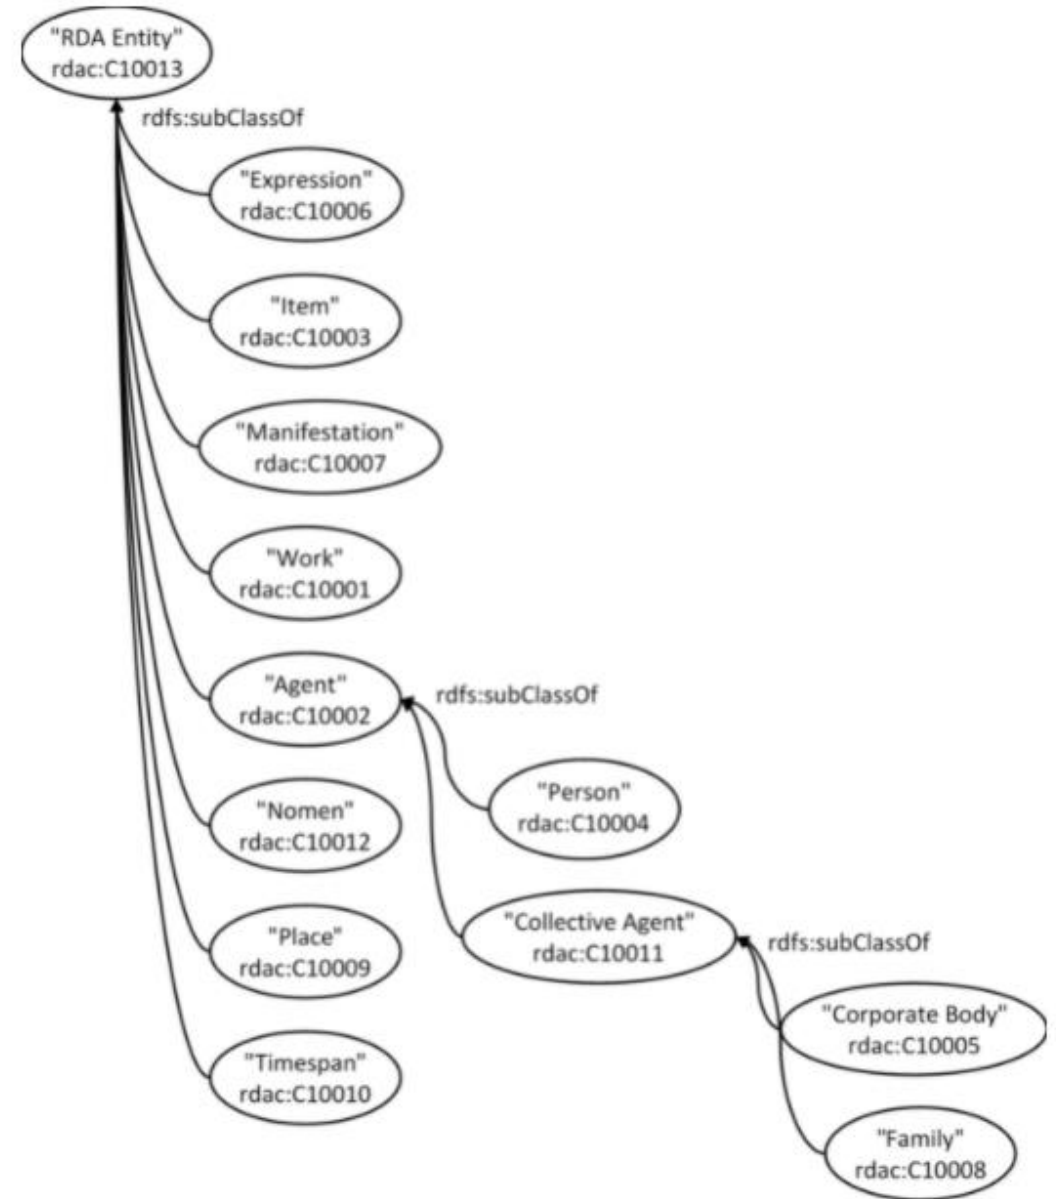 "RDA Entity"
rdac:C10013
rdfs:subClassOf
"Expression"
rdac:C10006
"Item"
rdac:C10003
"Manifestation"
rdac:C10007
"Work"
rdac:C10001
"Agent"
rdac:C10002
rdfs:subClassOf
"Person"
rdac:C10004
"Nomen"
rdac:C10012
"Collective Agent"
rdac:C10011
rdfs:subClassOf
"Place"
rdac:C10009
"Corporate Body"
rdac:C10005
"Timespan"
rdac:C10010
"Family"
rdac:C10008